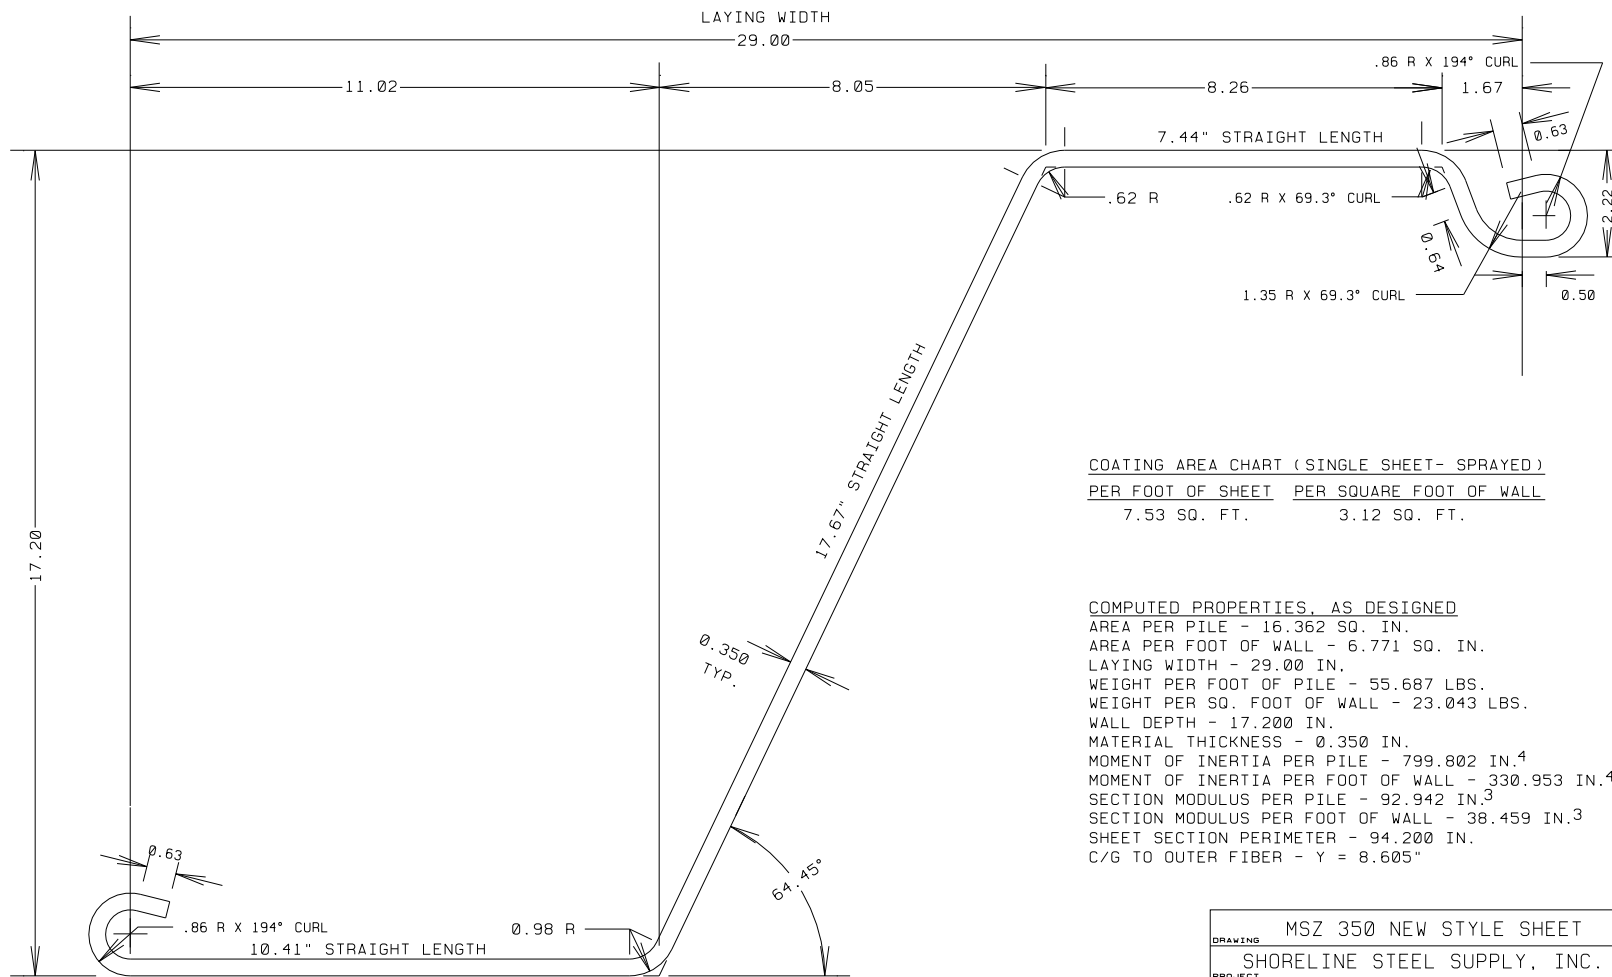 LAYING WIDTH
29.00
.86 R X 194° CURL
11.02
8.05
8.26
1.67
7.44" STRAIGHT LENGTH
0.63
.62 R
.62 R X 69.3° CURL
2.22
0.64
1.35 R X 69.3° CURL
0.50
17.67" STRAIGHT LENGTH
17.20
COATING AREA CHART (SINGLE SHEET- SPRAYED)
PER FOOT OF SHEET PER SQUARE FOOT OF WALL
7.53 SQ. FT. 3.12 SQ. FT.
0.350
TYP.
COMPUTED PROPERTIES, AS DESIGNED
AREA PER PILE - 16.362 SQ. IN.
AREA PER FOOT OF WALL - 6.771 SQ. IN.
LAYING WIDTH - 29.00 IN.
WEIGHT PER FOOT OF PILE - 55.687 LBS.
WEIGHT PER SQ. FOOT OF WALL - 23.043 LBS.
WALL DEPTH - 17.200 IN.
MATERIAL THICKNESS - 0.350 IN.
MOMENT OF INERTIA PER PILE - 799.802 IN.4
MOMENT OF INERTIA PER FOOT OF WALL - 330.953 IN.4
SECTION MODULUS PER PILE - 92.942 IN.3
SECTION MODULUS PER FOOT OF WALL - 38.459 IN.3
SHEET SECTION PERIMETER - 94.200 IN.
C/G TO OUTER FIBER - Y = 8.605"
0.63
64.45°
.86 R X 194° CURL
0.98 R
10.41" STRAIGHT LENGTH
DRAWING MSZ 350 NEW STYLE SHEET
SHORELINE STEEL SUPPLY, INC.
PROJECT